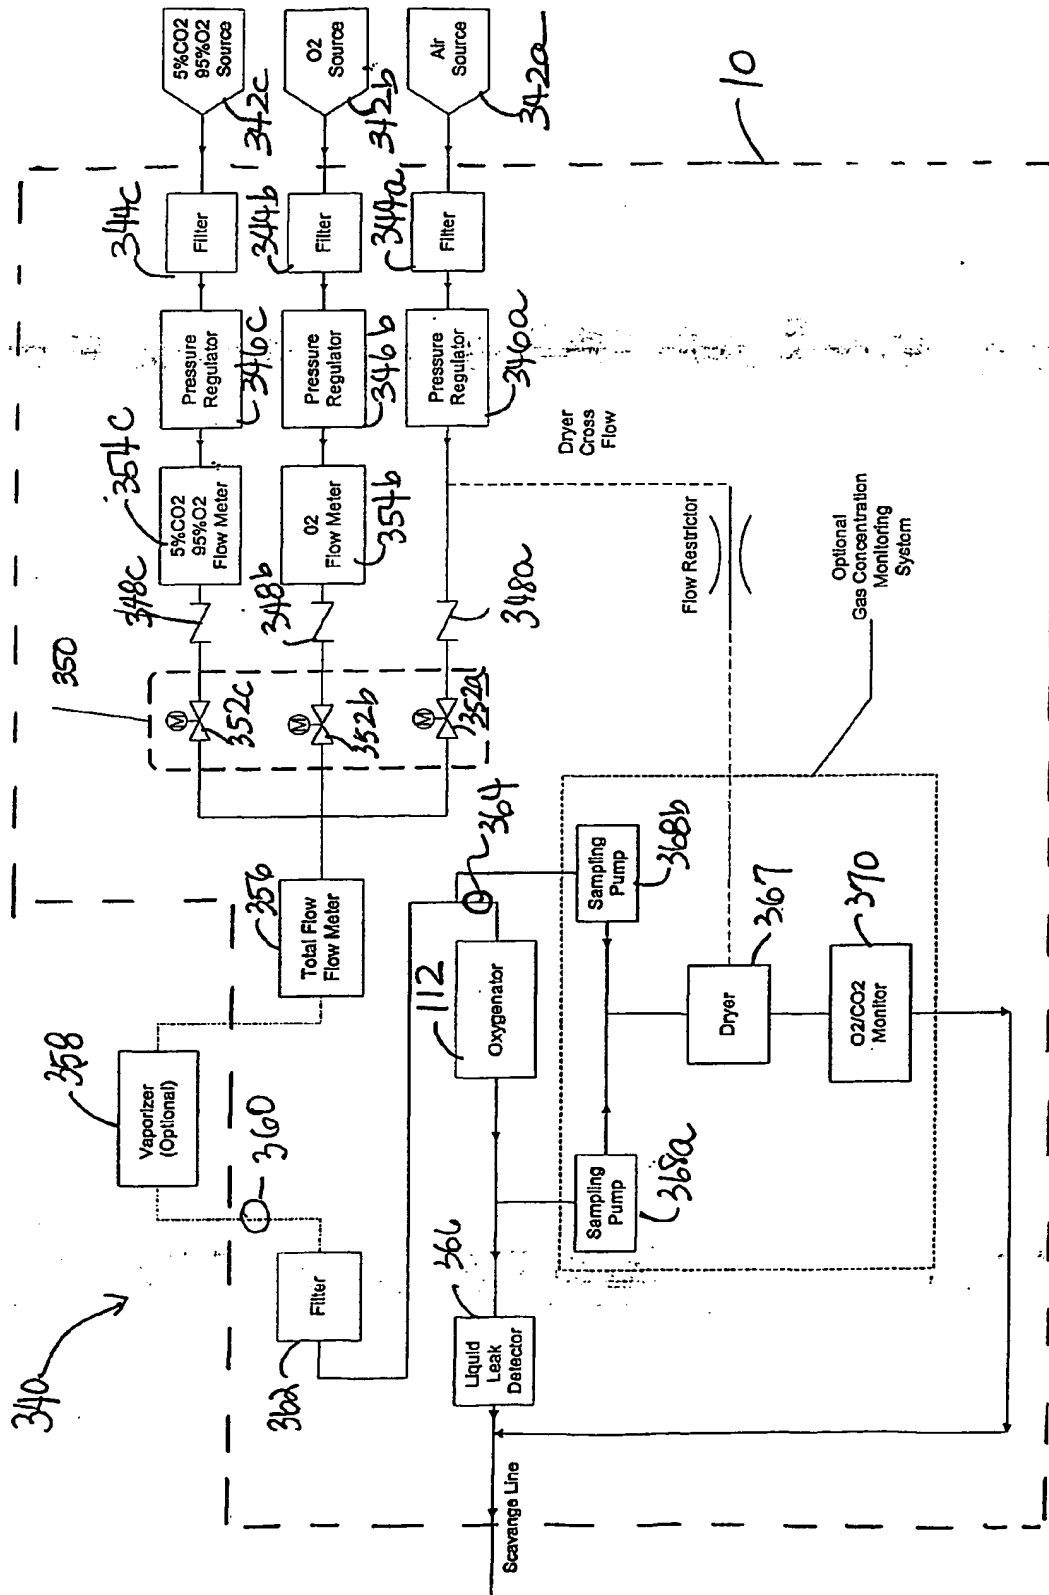 340
358
Vaporizer
(Optional)
360
350
356
Total Flow
Flow Meter
362
Filter
354c
5%CO2
95%O2
Flow Meter
348c
M
352c
346c
Pressure
Regulator
344c
Filter
342c
5%CO2
95%O2
Source
354b
O2
Flow Meter
348b
M
352b
346b
Pressure
Regulator
344b
Filter
342b
O2
Source
348a
M
352a
346a
Pressure
Regulator
344a
Filter
342a
Air
Source
364
112
Oxygenator
366
Liquid
Leak
Detector
Scavange Line
Dryer
Cross
Flow
Flow Restrictor
Optional
Gas Concentration
Monitoring
System
Sampling
Pump
368a
Sampling
Pump
368b
Dryer
367
O2/CO2
Monitor
370
10